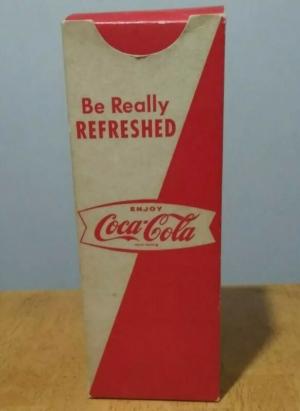 Be Really
REFRESHED
ENJOY
Coca-Cola